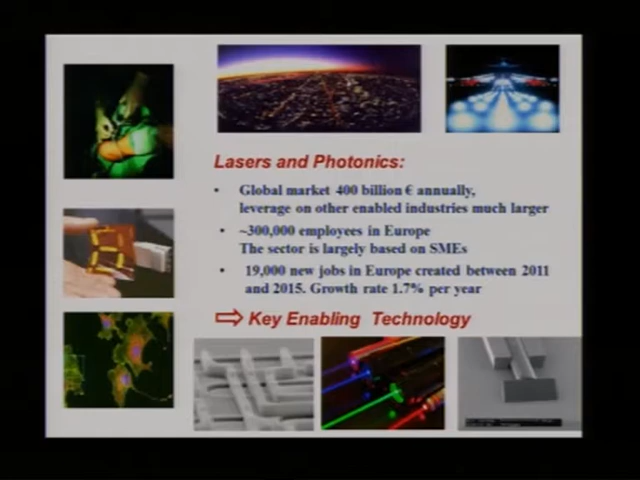 Lasers and Photonics:
• Global market 400 billion € annually,
leverage on other enabled industries much larger
• ~300,000 employees in Europe
The sector is largely based on SMEs
• 19,000 new jobs in Europe created between 2011
and 2015. Growth rate 1.7% per year
⇨ Key Enabling Technology